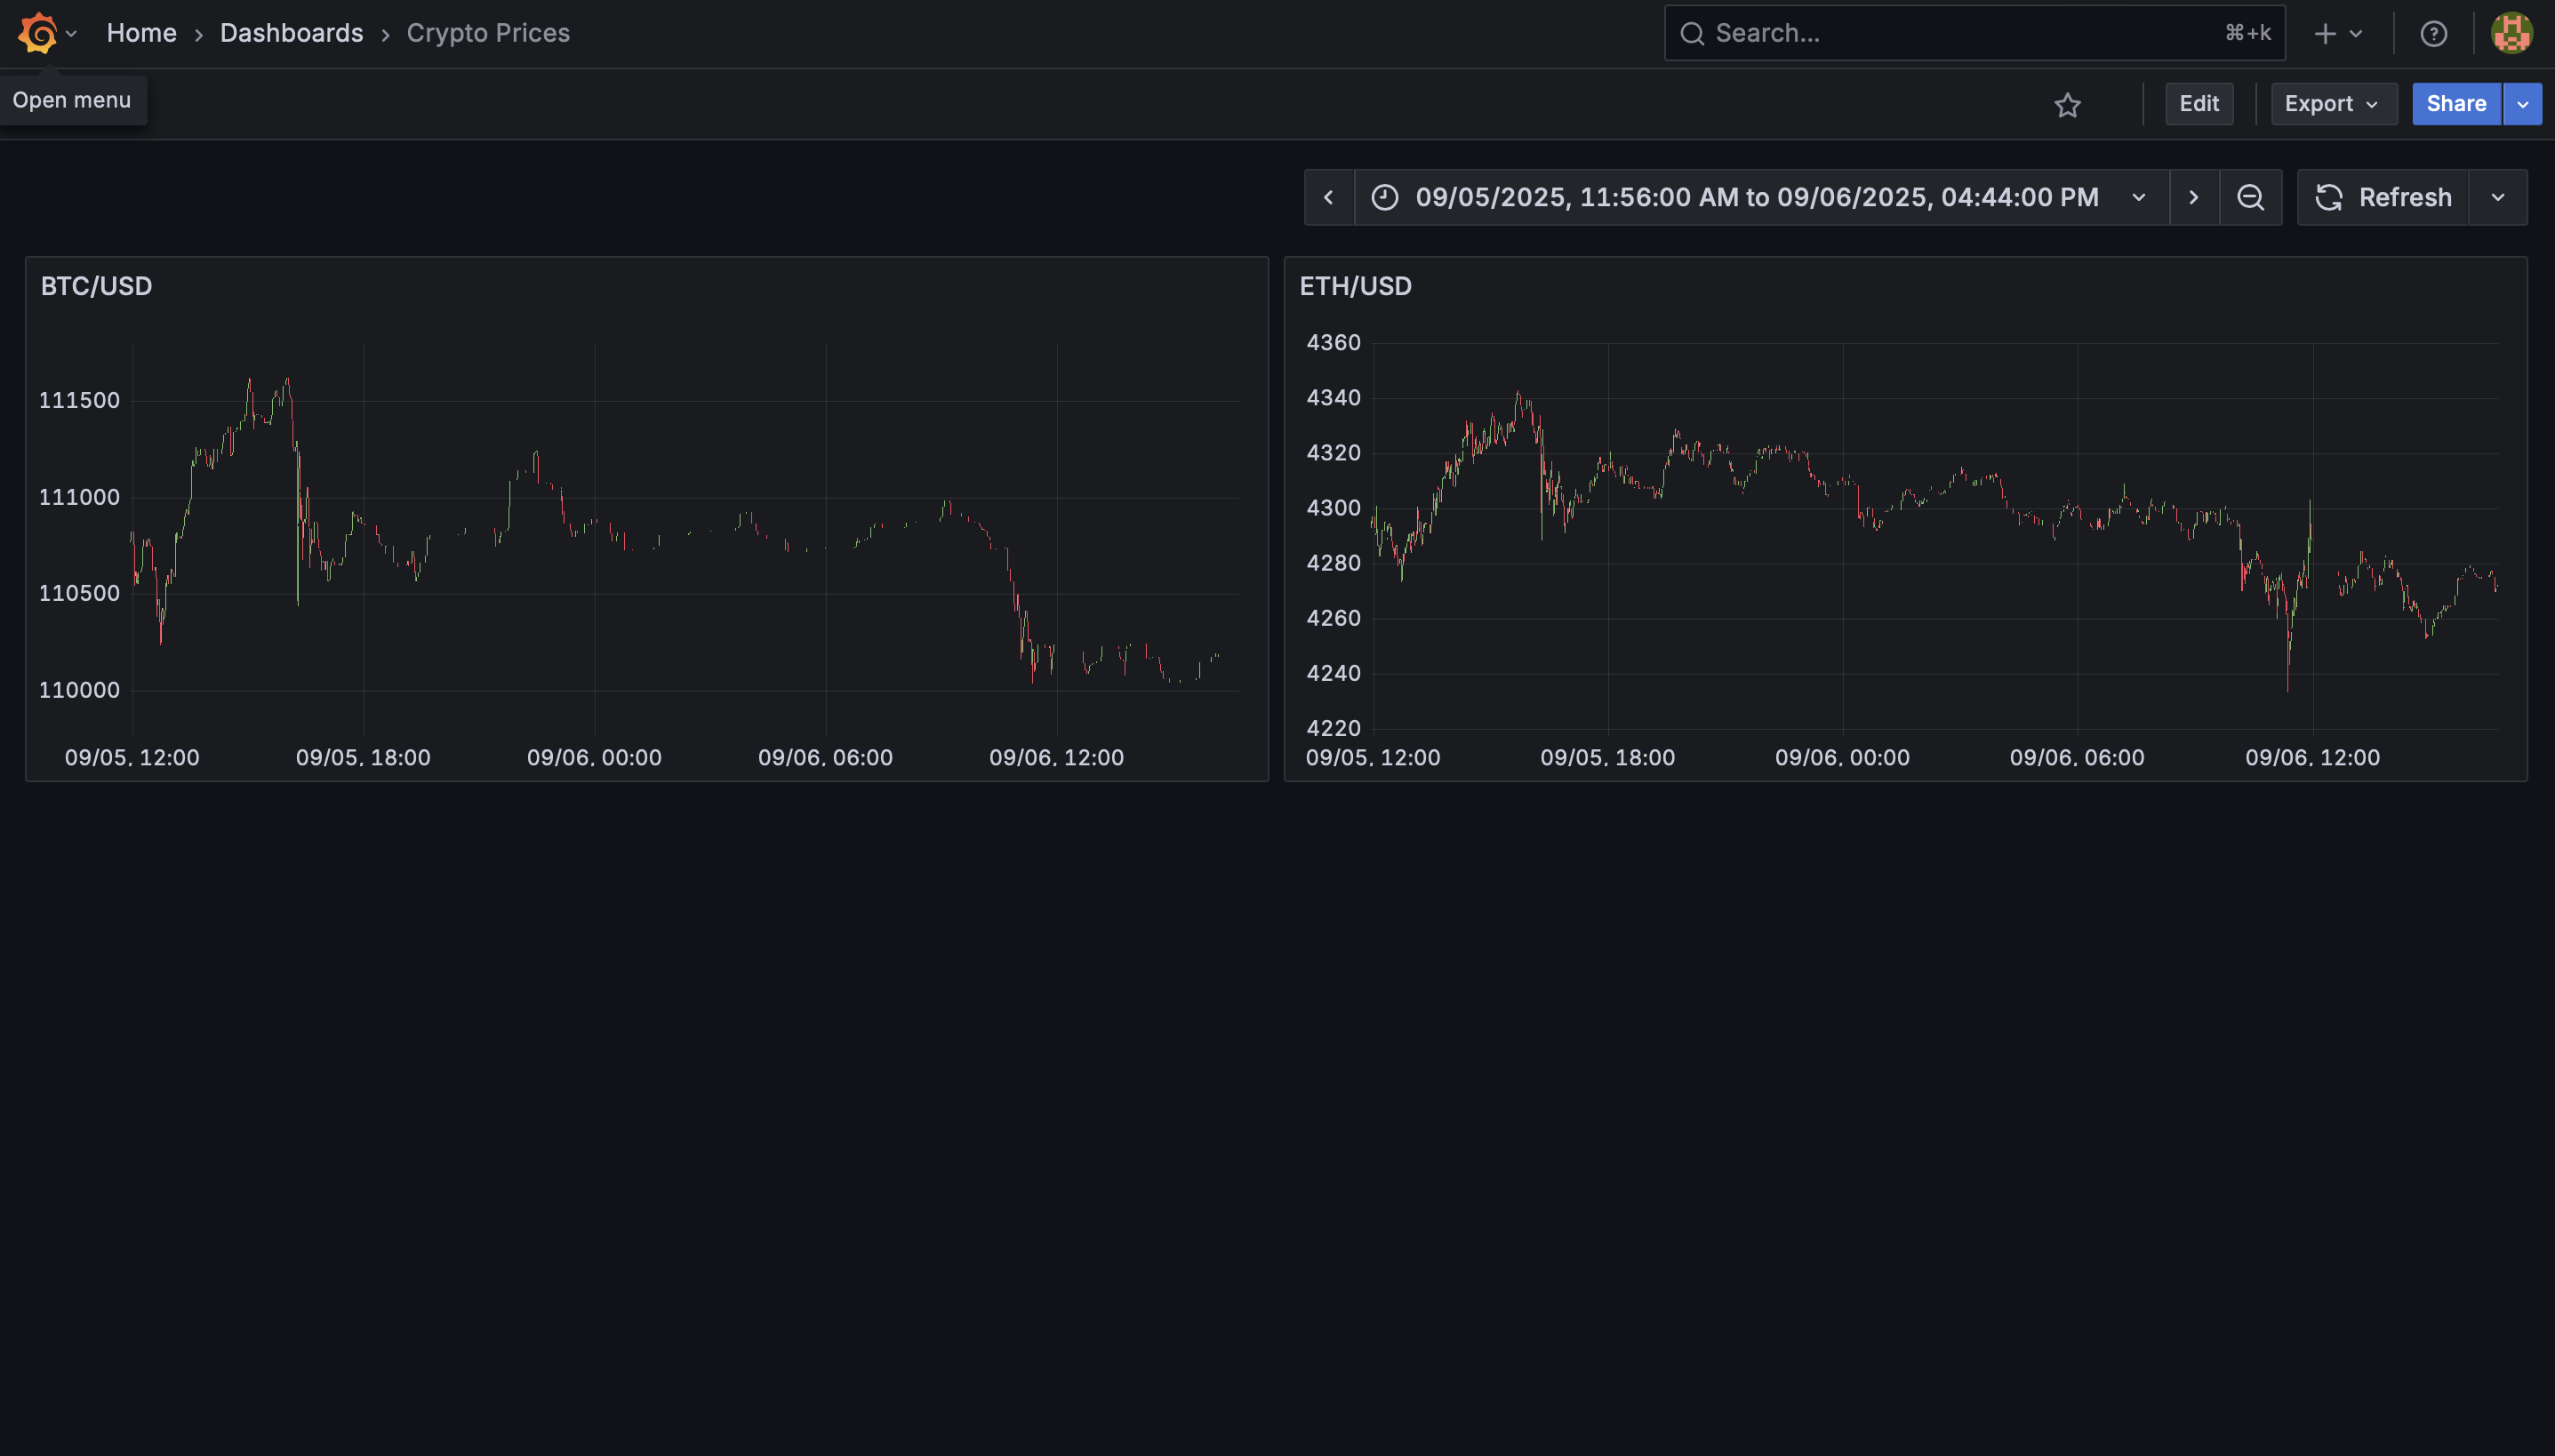 Home › Dashboards › Crypto Prices
Search...
⌘+k
Open menu
Edit
Export
Share
09/05/2025, 11:56:00 AM to 09/06/2025, 04:44:00 PM
Refresh
BTC/USD
111500
111000
110500
110000
09/05, 12:00 09/05, 18:00 09/06, 00:00 09/06, 06:00 09/06, 12:00
ETH/USD
4360
4340
4320
4300
4280
4260
4240
4220
09/05, 12:00 09/05, 18:00 09/06, 00:00 09/06, 06:00 09/06, 12:00